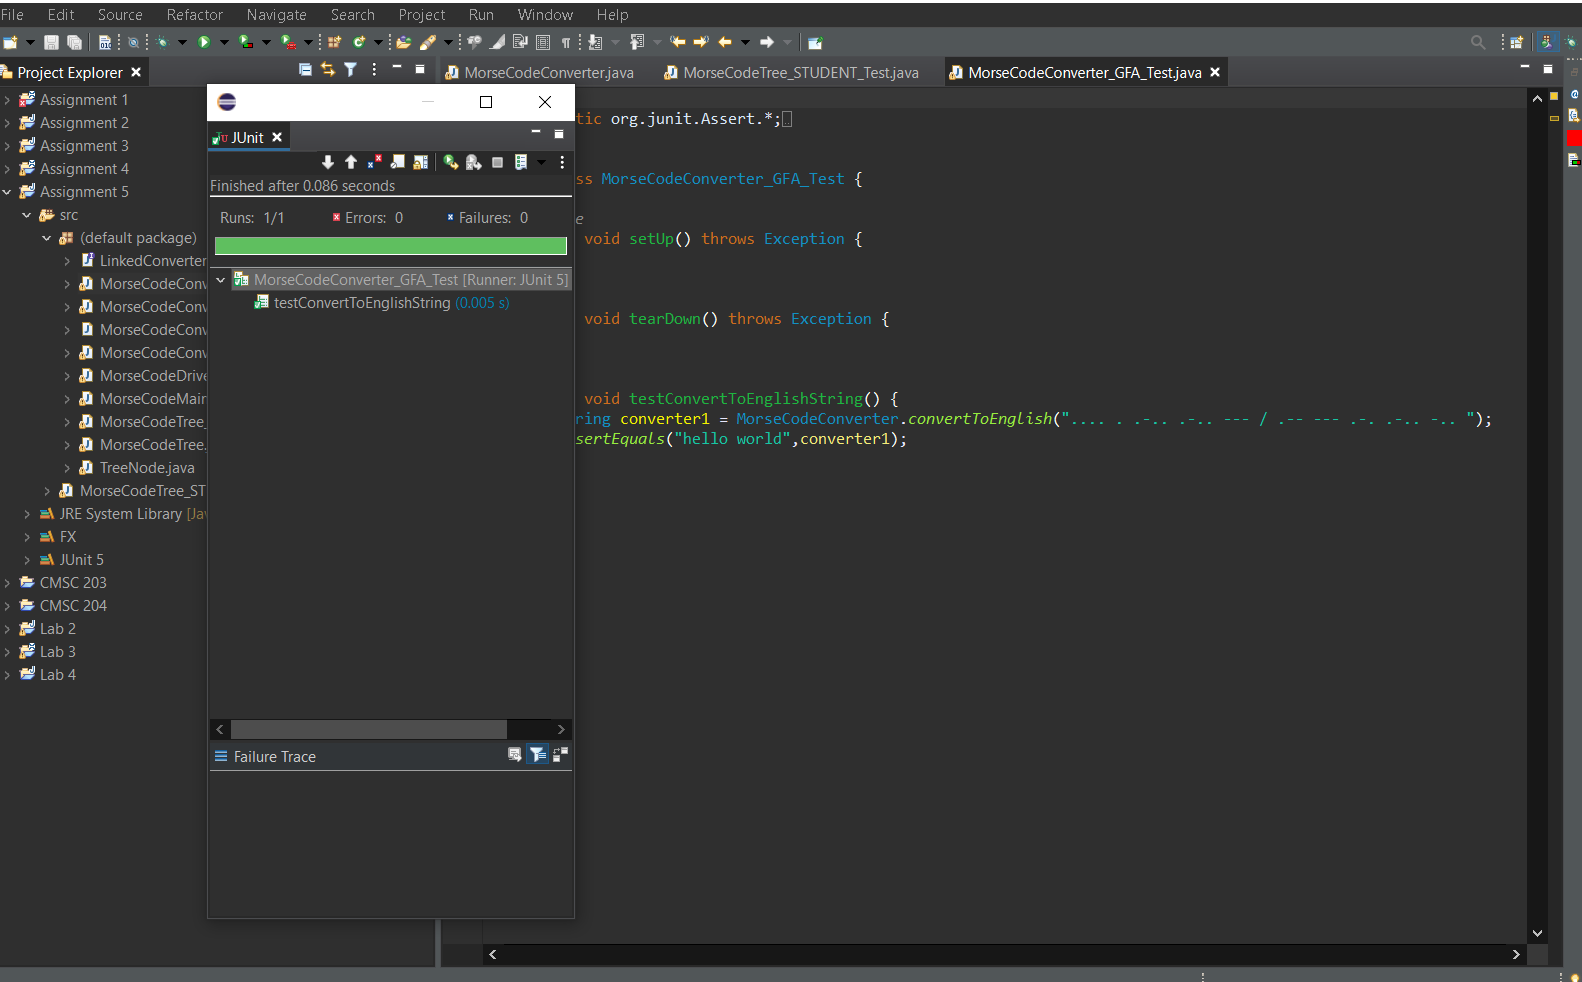 File Edit Source Refactor Navigate Search Project Run Window Help
Project Explorer
MorseCodeConverter.java MorseCodeTree_STUDENT_Test.java MorseCodeConverter_GFA_Test.java
Assignment 1
Assignment 2
Assignment 3
Assignment 4
Assignment 5
src
(default package)
LinkedConverter
MorseCodeConv
MorseCodeConv
MorseCodeConv
MorseCodeConv
MorseCodeDrive
MorseCodeMain
MorseCodeTree_
MorseCodeTree.
TreeNode.java
MorseCodeTree_ST
JRE System Library [Jav
FX
JUnit 5
CMSC 203
CMSC 204
Lab 2
Lab 3
Lab 4
JUnit
Finished after 0.086 seconds
Runs: 1/1 Errors: 0 Failures: 0
MorseCodeConverter_GFA_Test [Runner: JUnit 5]
testConvertToEnglishString (0.005 s)
Failure Trace
tic org.junit.Assert.*;
ss MorseCodeConverter_GFA_Test {
e
void setUp() throws Exception {
void tearDown() throws Exception {
void testConvertToEnglishString() {
ring converter1 = MorseCodeConverter.convertToEnglish(".... . .-.. .-.. --- / .-- --- .-. .-.. -.. ");
sertEquals("hello world",converter1);